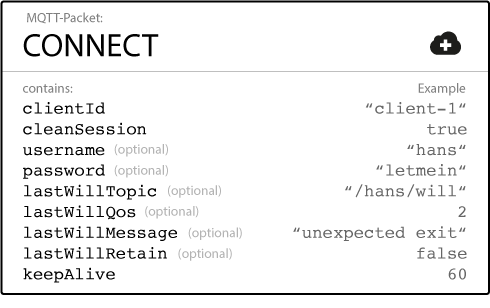 MQTT-Packet:
CONNECT
contains: Example
clientId “client-1“
cleanSession true
username (optional) “hans“
password (optional) “letmein“
lastWillTopic (optional) “/hans/will“
lastWillQos (optional) 2
lastWillMessage (optional) “unexpected exit“
lastWillRetain (optional) false
keepAlive 60